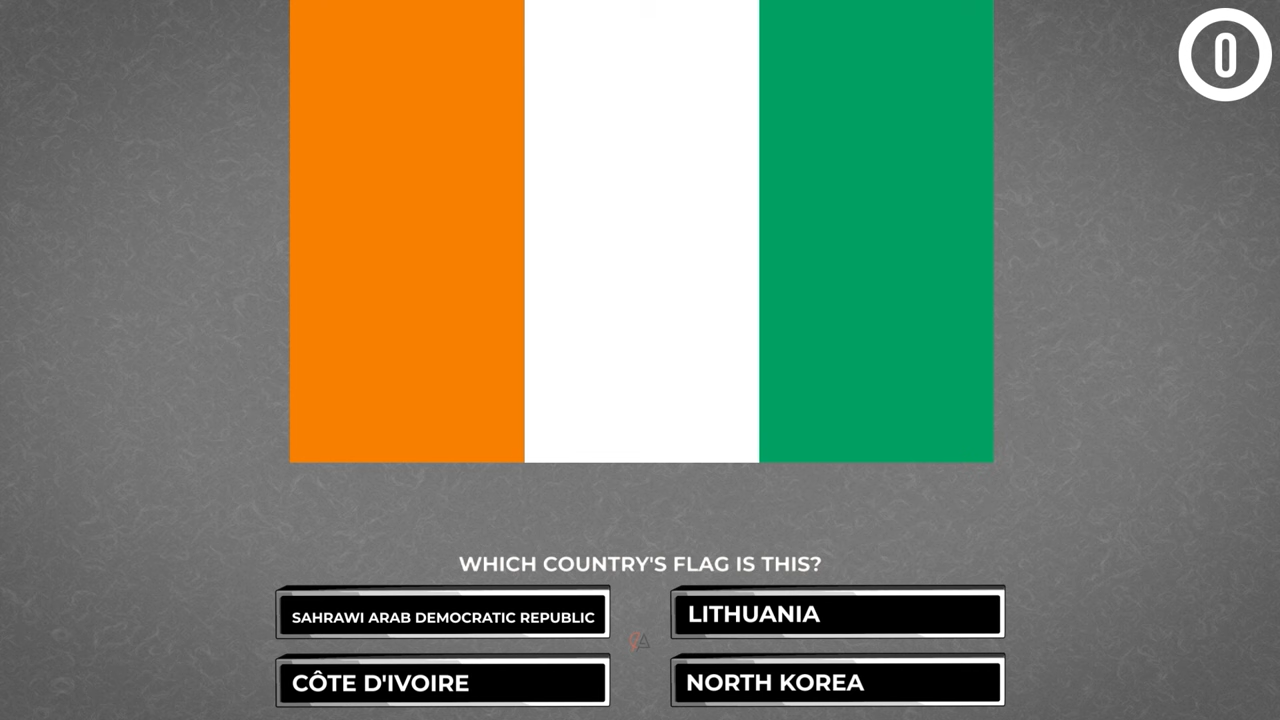 0
WHICH COUNTRY'S FLAG IS THIS?
SAHRAWI ARAB DEMOCRATIC REPUBLIC
LITHUANIA
CÔTE D'IVOIRE
NORTH KOREA